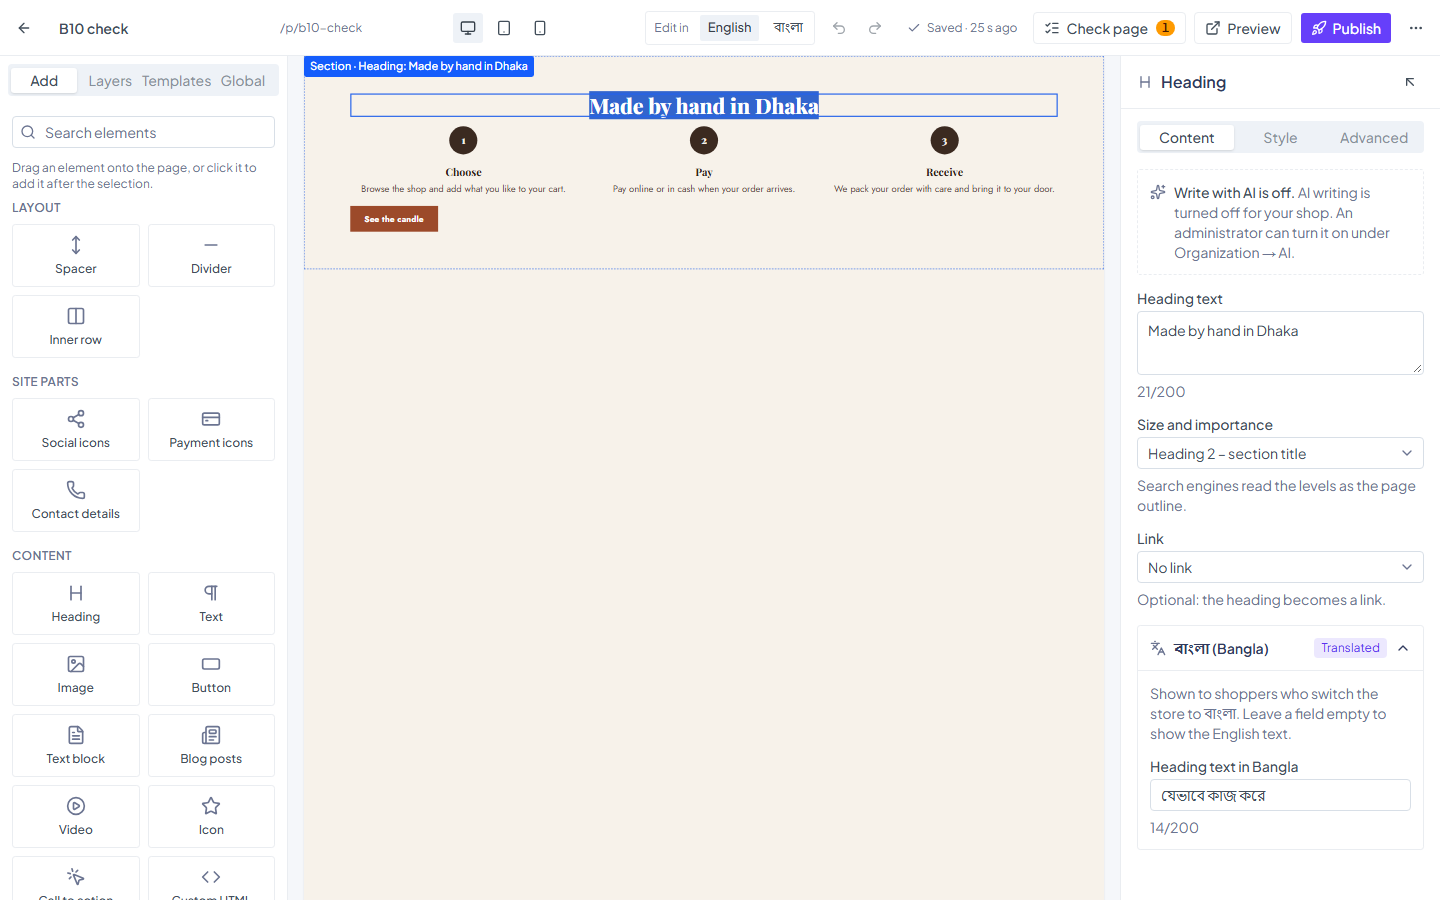 B10 check
/p/b10-check
Edit in English বাংলা
Saved · 25 s ago
Check page 1
Preview
Publish
Add Layers Templates Global
Search elements
Drag an element onto the page, or click it to
add it after the selection.
LAYOUT
Spacer Divider
Inner row
SITE PARTS
Social icons Payment icons
Contact details
CONTENT
Heading Text
Image Button
Text block Blog posts
Video Icon
Section · Heading: Made by hand in Dhaka
Made by hand in Dhaka
1 2 3
Choose Pay Receive
Browse the shop and add what you like to your cart. Pay online or in cash when your order arrives. We pack your order with care and bring it to your door.
See the candle
Heading
Content Style Advanced
Write with AI is off. AI writing is
turned off for your shop. An
administrator can turn it on under
Organization → AI.
Heading text
Made by hand in Dhaka
21/200
Size and importance
Heading 2 – section title
Search engines read the levels as the page
outline.
Link
No link
Optional: the heading becomes a link.
বাংলা (Bangla) Translated
Shown to shoppers who switch the
store to বাংলা. Leave a field empty to
show the English text.
Heading text in Bangla
যেভাবে কাজ করে
14/200